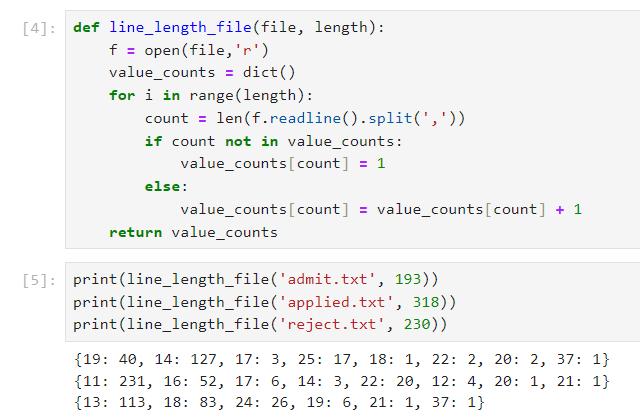 [4]: def line_length_file(file, length):
    f = open(file,'r')
    value_counts = dict()
    for i in range(length):
        count = len(f.readline().split(','))
        if count not in value_counts:
            value_counts[count] = 1
        else:
            value_counts[count] = value_counts[count] + 1
    return value_counts
[5]: print(line_length_file('admit.txt', 193))
print(line_length_file('applied.txt', 318))
print(line_length_file('reject.txt', 230))
{19: 40, 14: 127, 17: 3, 25: 17, 18: 1, 22: 2, 20: 2, 37: 1}
{11: 231, 16: 52, 17: 6, 14: 3, 22: 20, 12: 4, 20: 1, 21: 1}
{13: 113, 18: 83, 24: 26, 19: 6, 21: 1, 37: 1}